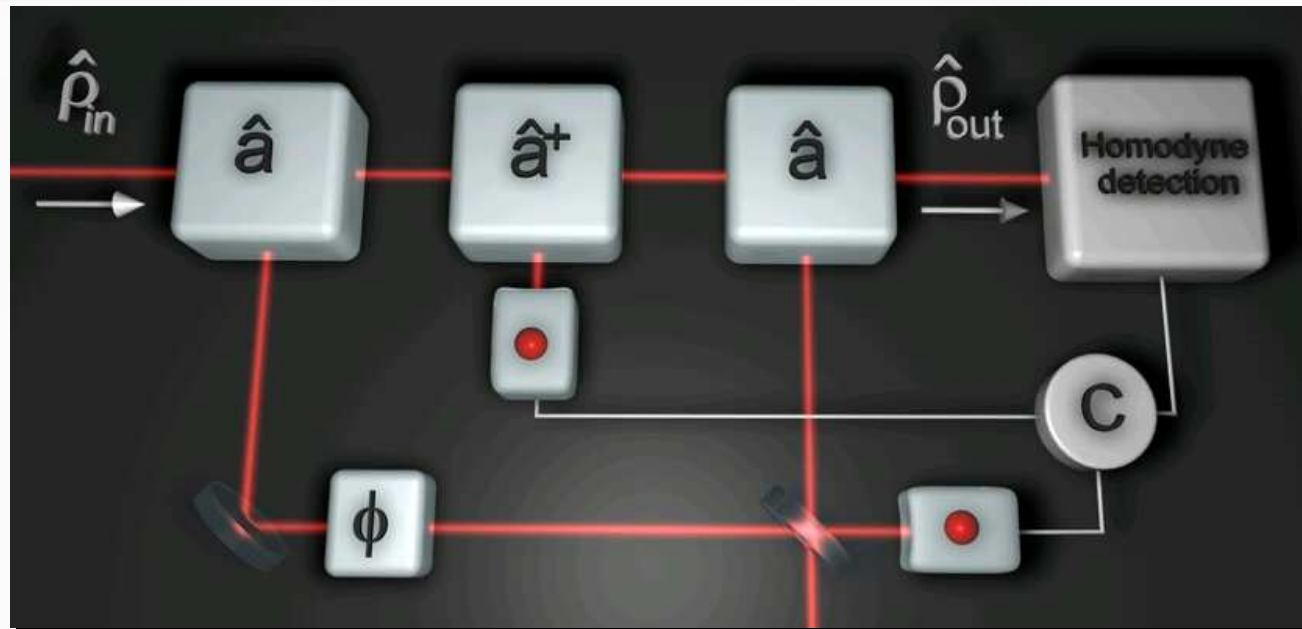 ρ̂in
â
â+
â
ρ̂out
Homodyne
detection
C
ϕ